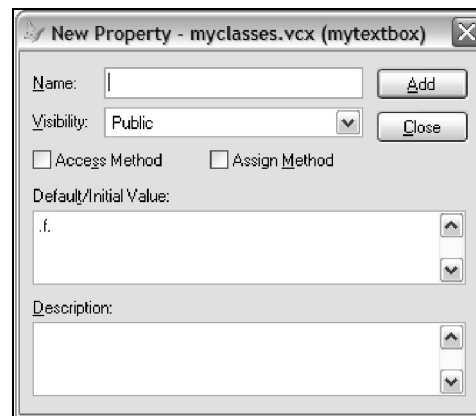 New Property - myclasses.vcx (mytextbox)
Name:
Add
Visibility: Public
Close
Access Method Assign Method
Default/Initial Value:
.f.
Description: